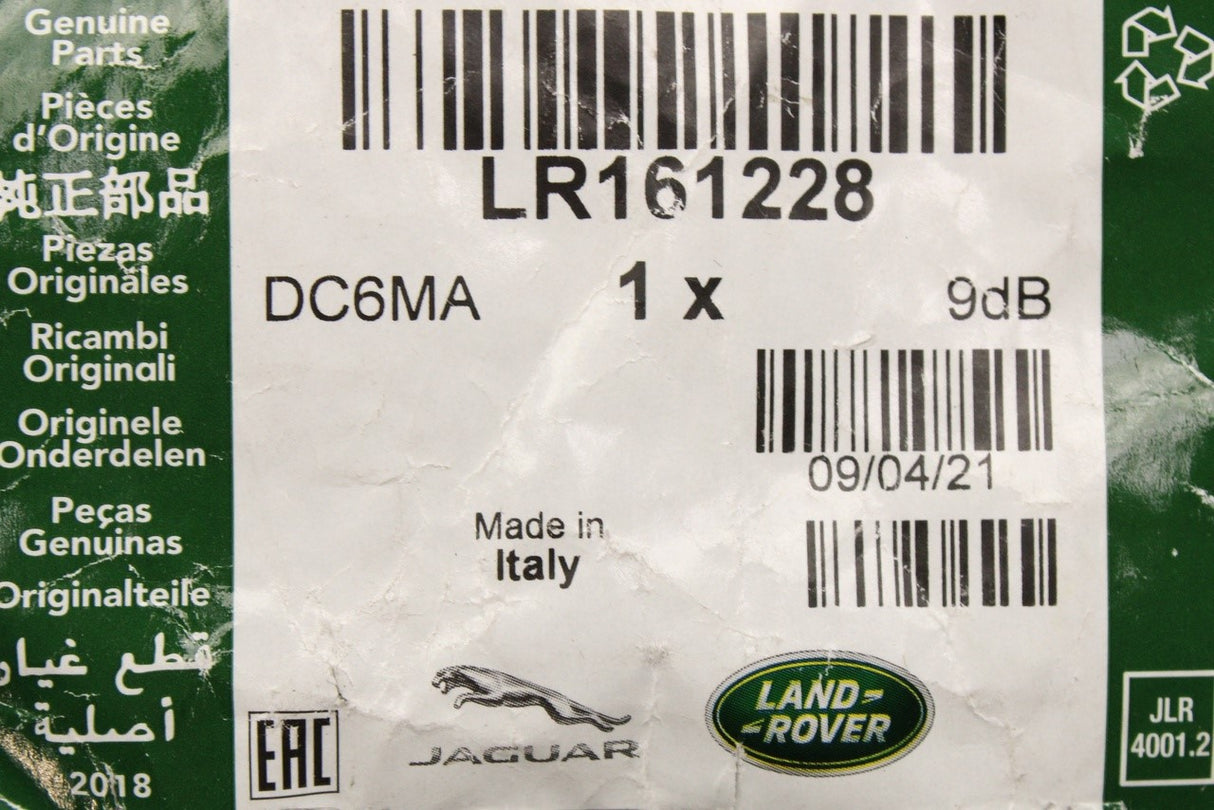 Genuine
Parts
Pièces
d'Origine
純正部品
Piezas
Originales
Ricambi
Originali
Originele
Onderdelen
Peças
Genuinas
Originalteile
قطع غيار
أصلية
2018
LR161228
DC6MA 1 x 9dB
09/04/21
Made in
Italy
EAC
JAGUAR
LAND-
-ROVER
JLR
4001.2